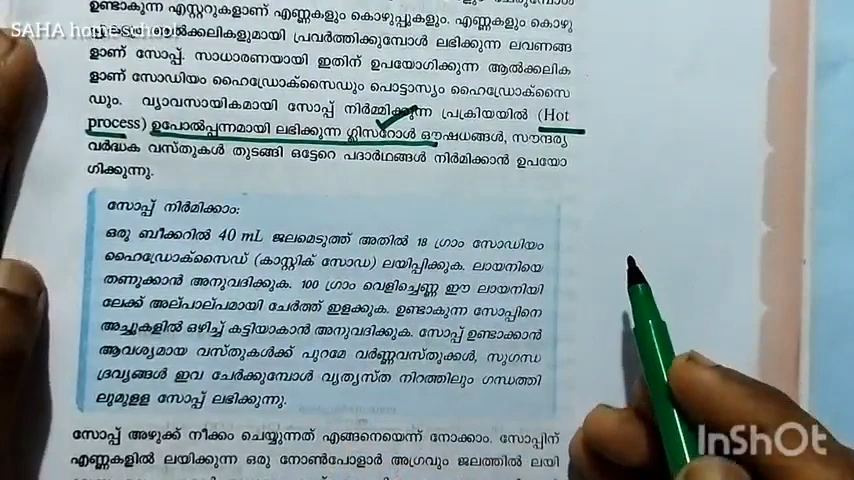 ഉണ്ടാകുന്ന എസ്റ്ററുകളാണ് എണ്ണകളും കൊഴുപ്പുകളും. എണ്ണകളും കൊഴു
SAHA home school
ആൽക്കലികളുമായി പ്രവർത്തിക്കുമ്പോൾ ലഭിക്കുന്ന ലവണങ്ങ
ളാണ് സോപ്പ്. സാധാരണയായി ഇതിന് ഉപയോഗിക്കുന്ന ആൽക്കലിക
ളാണ് സോഡിയം ഹൈഡ്രോക്സൈഡും പൊട്ടാസ്യം ഹൈഡ്രോക്സൈ
ഡും. വ്യാവസായികമായി സോപ്പ് നിർമ്മിക്കുന്ന പ്രക്രിയയിൽ (Hot
process) ഉപോൽപ്പന്നമായി ലഭിക്കുന്ന ഗ്ലിസറോൾ ഔഷധങ്ങൾ, സൗന്ദര്യ
വർദ്ധക വസ്തുകൾ തുടങ്ങി ഒട്ടേറെ പദാർഥങ്ങൾ നിർമിക്കാൻ ഉപയോ
ഗിക്കുന്നു.
സോപ്പ് നിർമിക്കാം:
ഒരു ബീക്കറിൽ 40 mL ജലമെടുത്ത് അതിൽ 18 ഗ്രാം സോഡിയം
ഹൈഡ്രോക്സൈഡ് (കാസ്റ്റിക് സോഡ) ലയിപ്പിക്കുക. ലായനിയെ
തണുക്കാൻ അനുവദിക്കുക. 100 ഗ്രാം വെളിച്ചെണ്ണ ഈ ലായനിയി
ലേക്ക് അല്പാല്പമായി ചേർത്ത് ഇളക്കുക. ഉണ്ടാകുന്ന സോപ്പിനെ
അച്ചുകളിൽ ഒഴിച്ച് കട്ടിയാകാൻ അനുവദിക്കുക. സോപ്പ് ഉണ്ടാക്കാൻ
ആവശ്യമായ വസ്തുകൾക്ക് പുറമേ വർണ്ണവസ്തുക്കൾ, സുഗന്ധ
ദ്രവ്യങ്ങൾ ഇവ ചേർക്കുമ്പോൾ വ്യത്യസ്ത നിറത്തിലും ഗന്ധത്തി
ലുമുളള സോപ്പ് ലഭിക്കുന്നു.
സോപ്പ് അഴുക്ക് നീക്കം ചെയ്യുന്നത് എങ്ങനെയെന്ന് നോക്കാം. സോപ്പിന്
എണ്ണകളിൽ ലയിക്കുന്ന ഒരു നോൺപോളാർ അഗ്രവും ജലത്തിൽ ലയി
InShOt